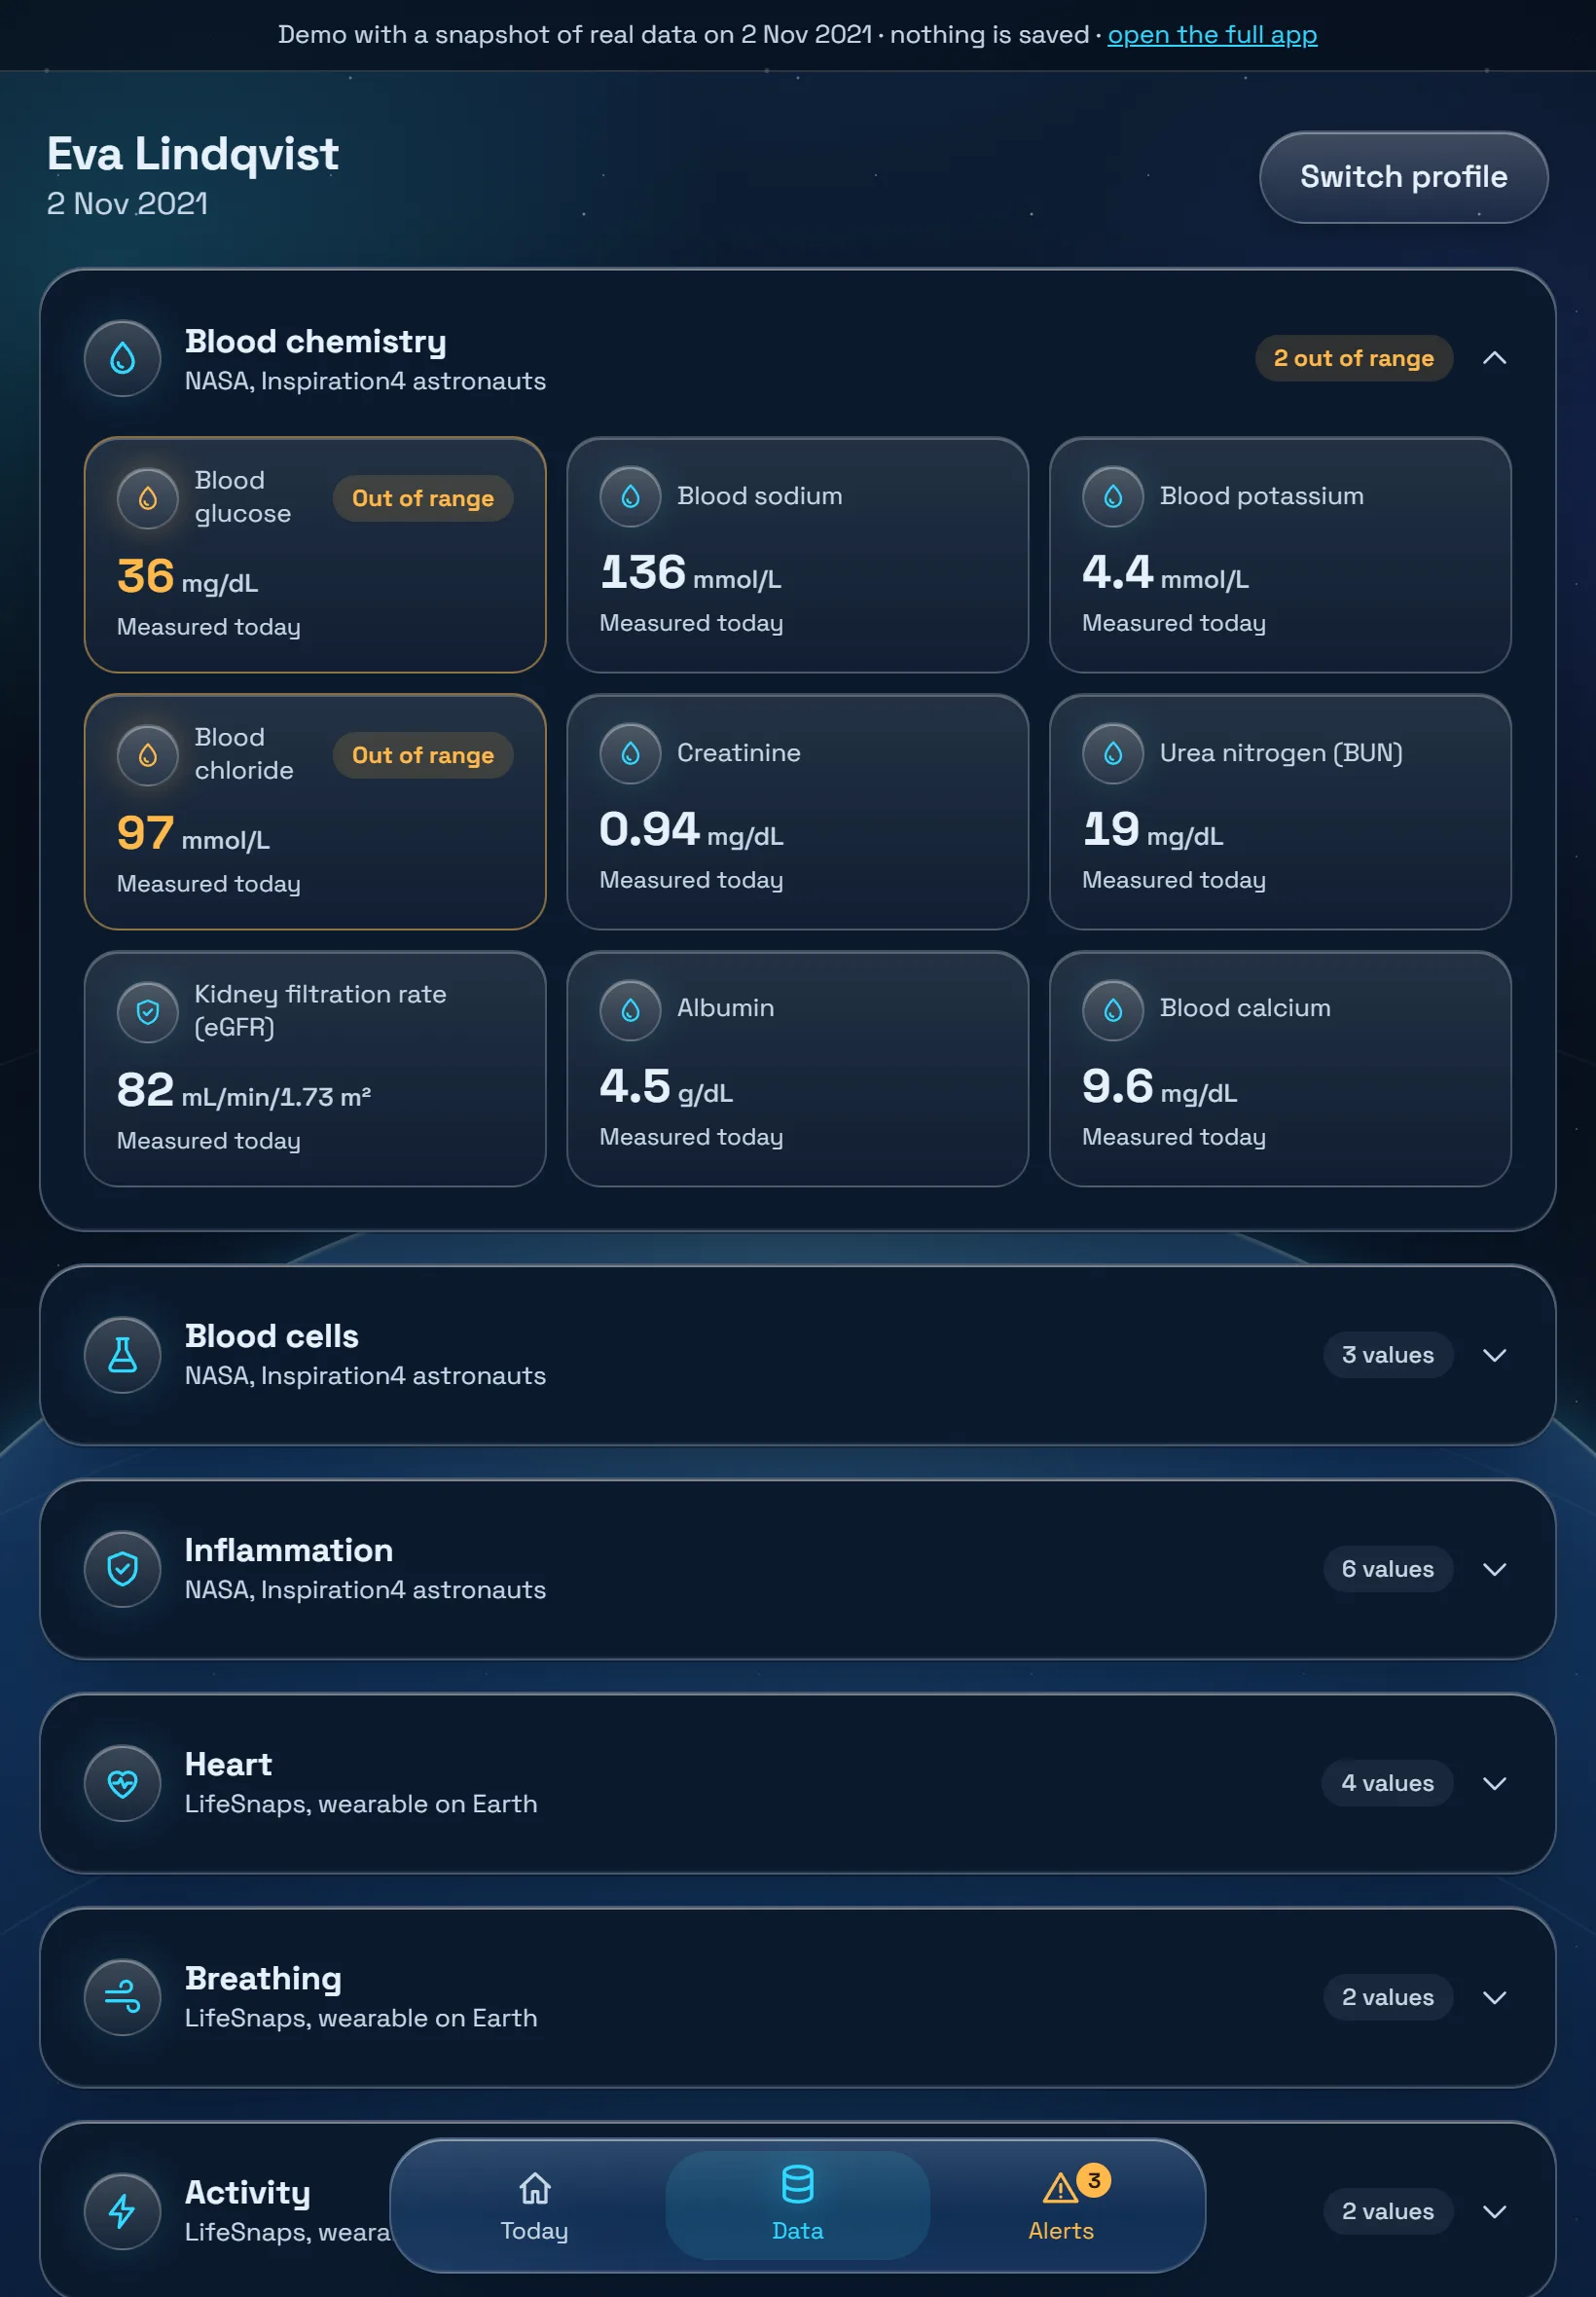 Demo with a snapshot of real data on 2 Nov 2021 · nothing is saved · open the full app
Eva Lindqvist
2 Nov 2021
Switch profile
Blood chemistry
NASA, Inspiration4 astronauts
2 out of range
Blood
glucose
Out of range
36 mg/dL
Measured today
Blood sodium
136 mmol/L
Measured today
Blood potassium
4.4 mmol/L
Measured today
Blood
chloride
Out of range
97 mmol/L
Measured today
Creatinine
0.94 mg/dL
Measured today
Urea nitrogen (BUN)
19 mg/dL
Measured today
Kidney filtration rate
(eGFR)
82 mL/min/1.73 m²
Measured today
Albumin
4.5 g/dL
Measured today
Blood calcium
9.6 mg/dL
Measured today
Blood cells
NASA, Inspiration4 astronauts
3 values
Inflammation
NASA, Inspiration4 astronauts
6 values
Heart
LifeSnaps, wearable on Earth
4 values
Breathing
LifeSnaps, wearable on Earth
2 values
Activity
LifeSnaps, weara
2 values
Today
Data
3
Alerts